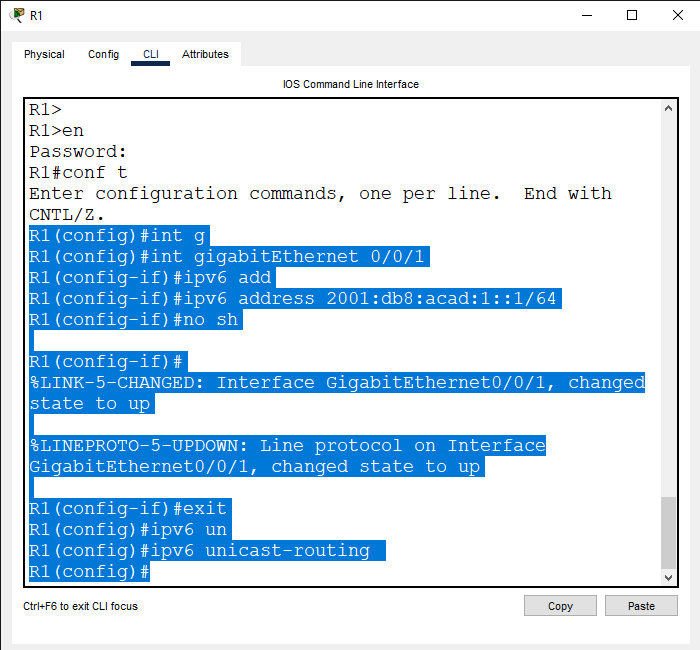 R1
Physical Config CLI Attributes
IOS Command Line Interface
R1>
R1>en
Password:
R1#conf t
Enter configuration commands, one per line.  End with
CNTL/Z.
R1(config)#int g
R1(config)#int gigabitEthernet 0/0/1
R1(config-if)#ipv6 add
R1(config-if)#ipv6 address 2001:db8:acad:1::1/64
R1(config-if)#no sh
R1(config-if)#
%LINK-5-CHANGED: Interface GigabitEthernet0/0/1, changed
state to up
%LINEPROTO-5-UPDOWN: Line protocol on Interface
GigabitEthernet0/0/1, changed state to up
R1(config-if)#exit
R1(config)#ipv6 un
R1(config)#ipv6 unicast-routing
R1(config)#
Ctrl+F6 to exit CLI focus Copy Paste